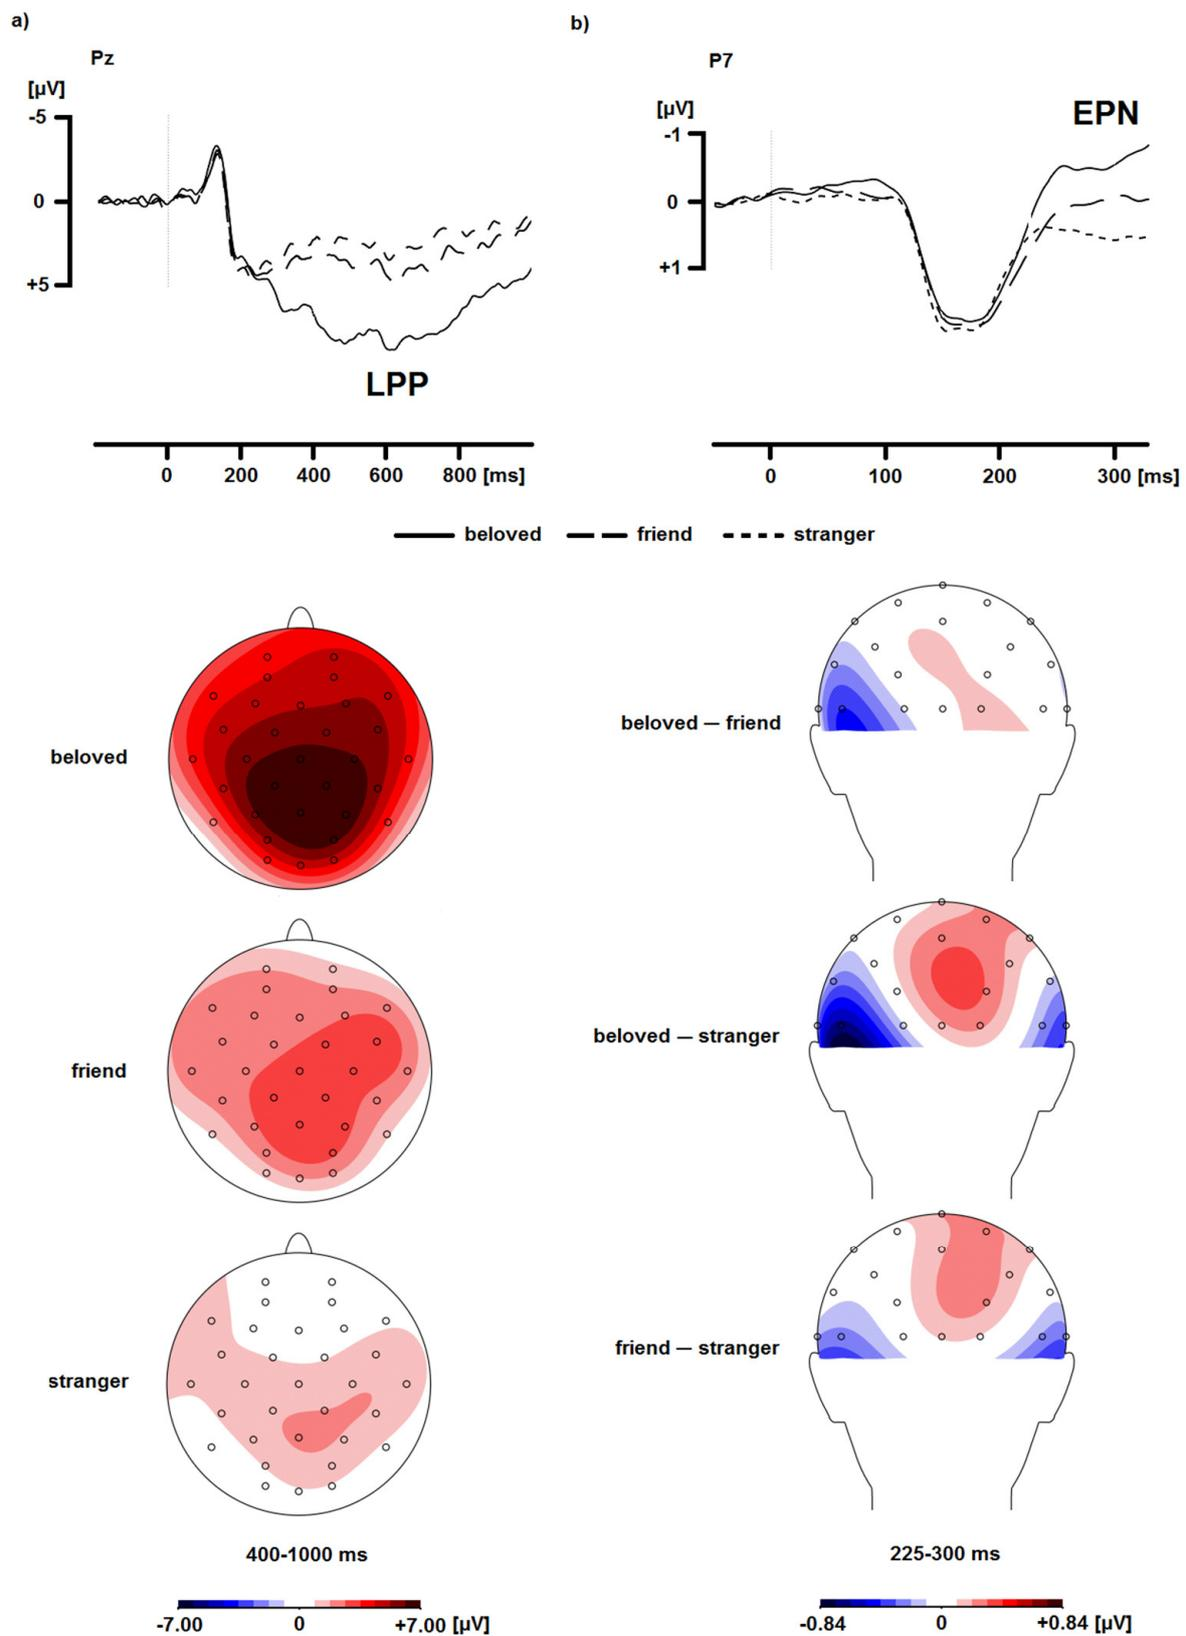 a)
b)
Pz
P7
[µV]
[µV]
EPN
-5
-1
0
0
+5
+1
LPP
0 200 400 600 800 [ms]
0 100 200 300 [ms]
beloved friend stranger
beloved
beloved — friend
beloved — stranger
friend
friend — stranger
stranger
400-1000 ms
225-300 ms
-7.00 0 +7.00 [µV]
-0.84 0 +0.84 [µV]